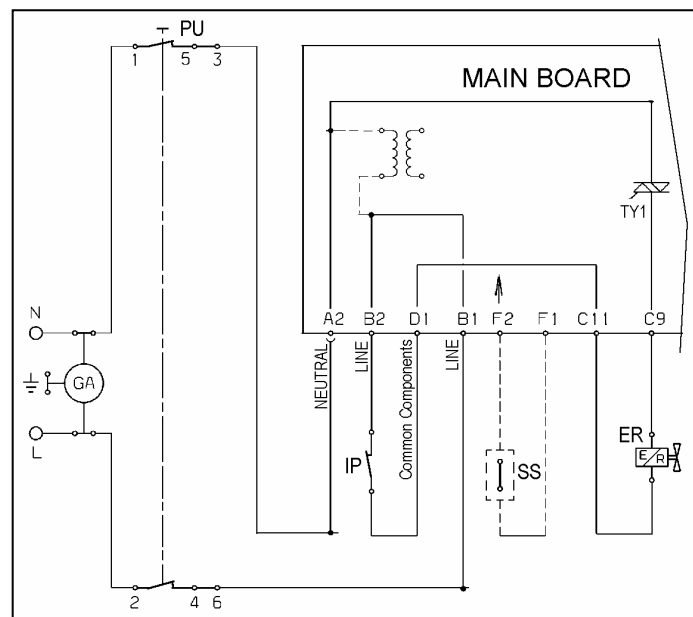 PU
1 5 3
MAIN BOARD
TY1
N
A2 B2 D1 B1 F2 F1 C11 C9
NEUTRAL
LINE
Common Components
LINE
GA
L
IP
SS
ER
E/R
2 4 6